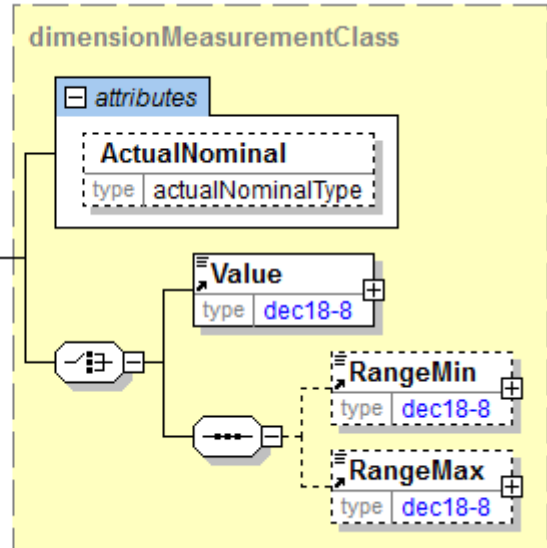 dimensionMeasurementClass
attributes
ActualNominal
type actualNominalType
Value
type dec18-8
RangeMin
type dec18-8
RangeMax
type dec18-8